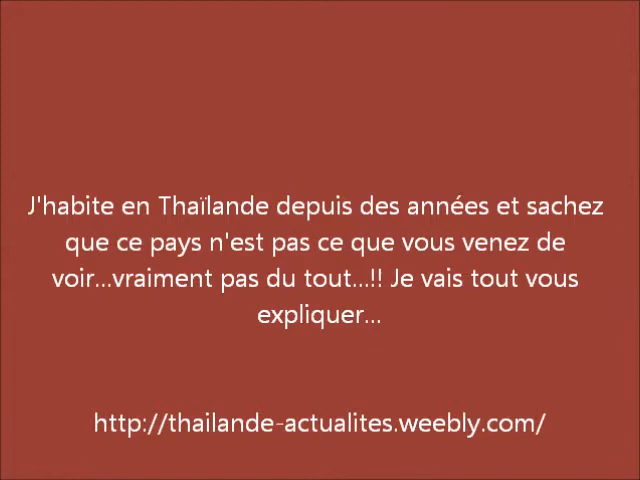 J'habite en Thaïlande depuis des années et sachez
que ce pays n'est pas ce que vous venez de
voir...vraiment pas du tout...!! Je vais tout vous
expliquer...
http://thailande-actualites.weebly.com/